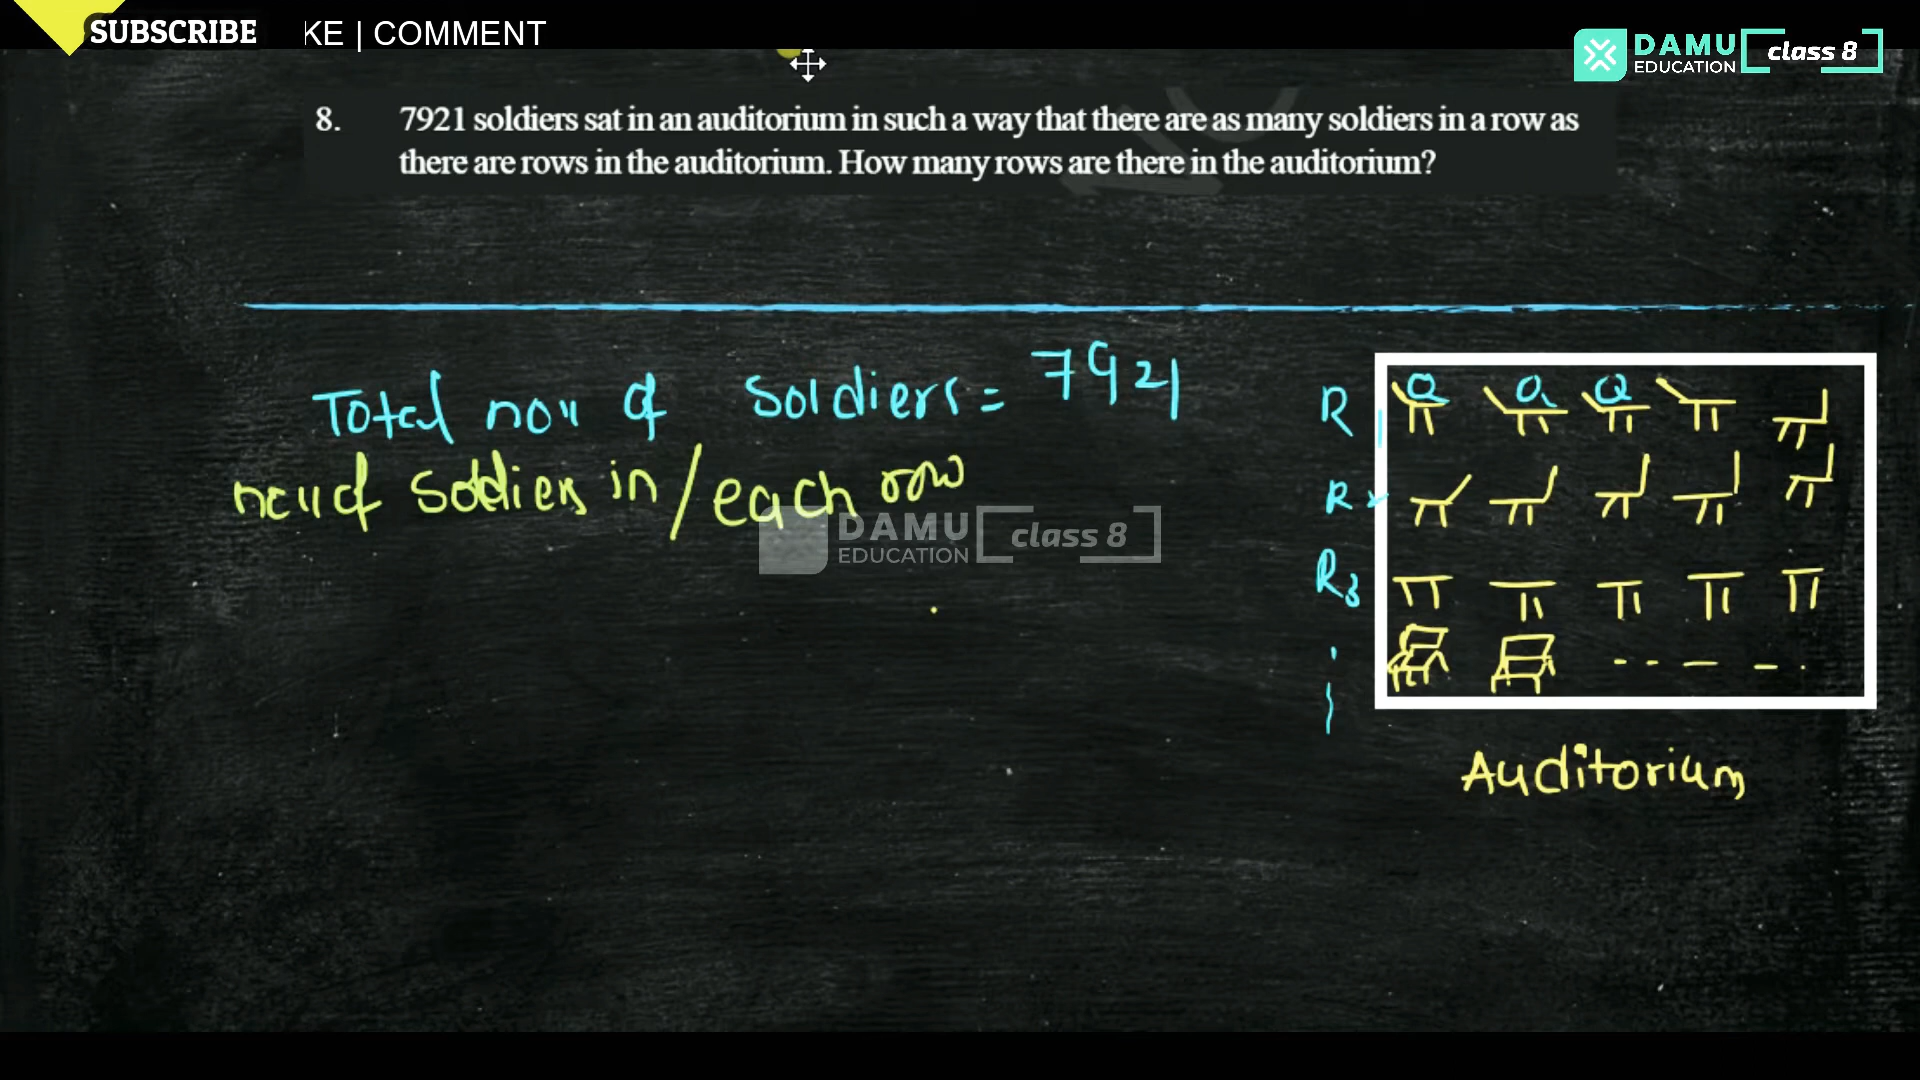 SUBSCRIBE KE | COMMENT
DAMU EDUCATION class 8
8. 7921 soldiers sat in an auditorium in such a way that there are as many soldiers in a row as
there are rows in the auditorium. How many rows are there in the auditorium?
Total no〃 of soldiers = 7921
no〃 of soldiers in / each row
DAMU EDUCATION class 8
R1
R2
R3
Auditorium